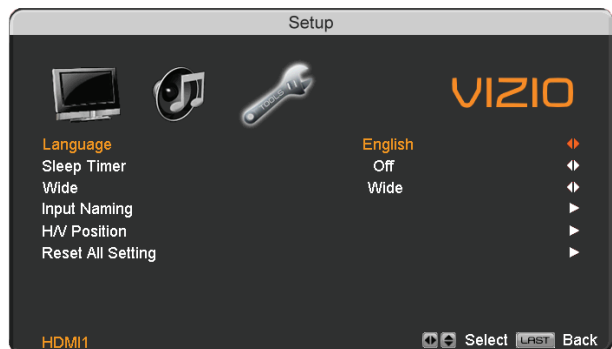 Setup
TOOLS
VIZIO
Language English
Sleep Timer Off
Wide Wide
Input Naming
H/V Position
Reset All Setting
HDMI1 Select LAST Back